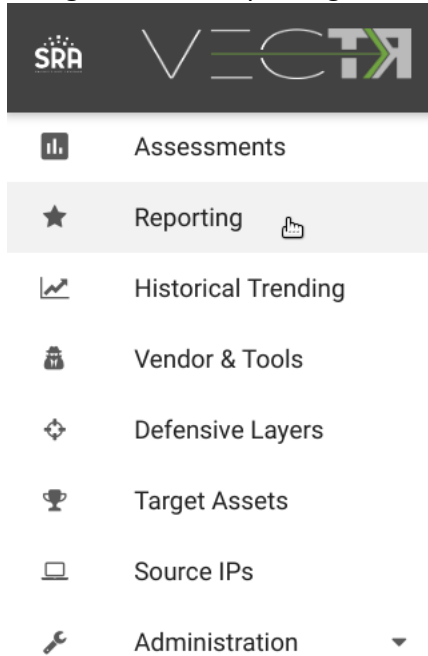 SRA VECTR
Assessments
Reporting
Historical Trending
Vendor & Tools
Defensive Layers
Target Assets
Source IPs
Administration